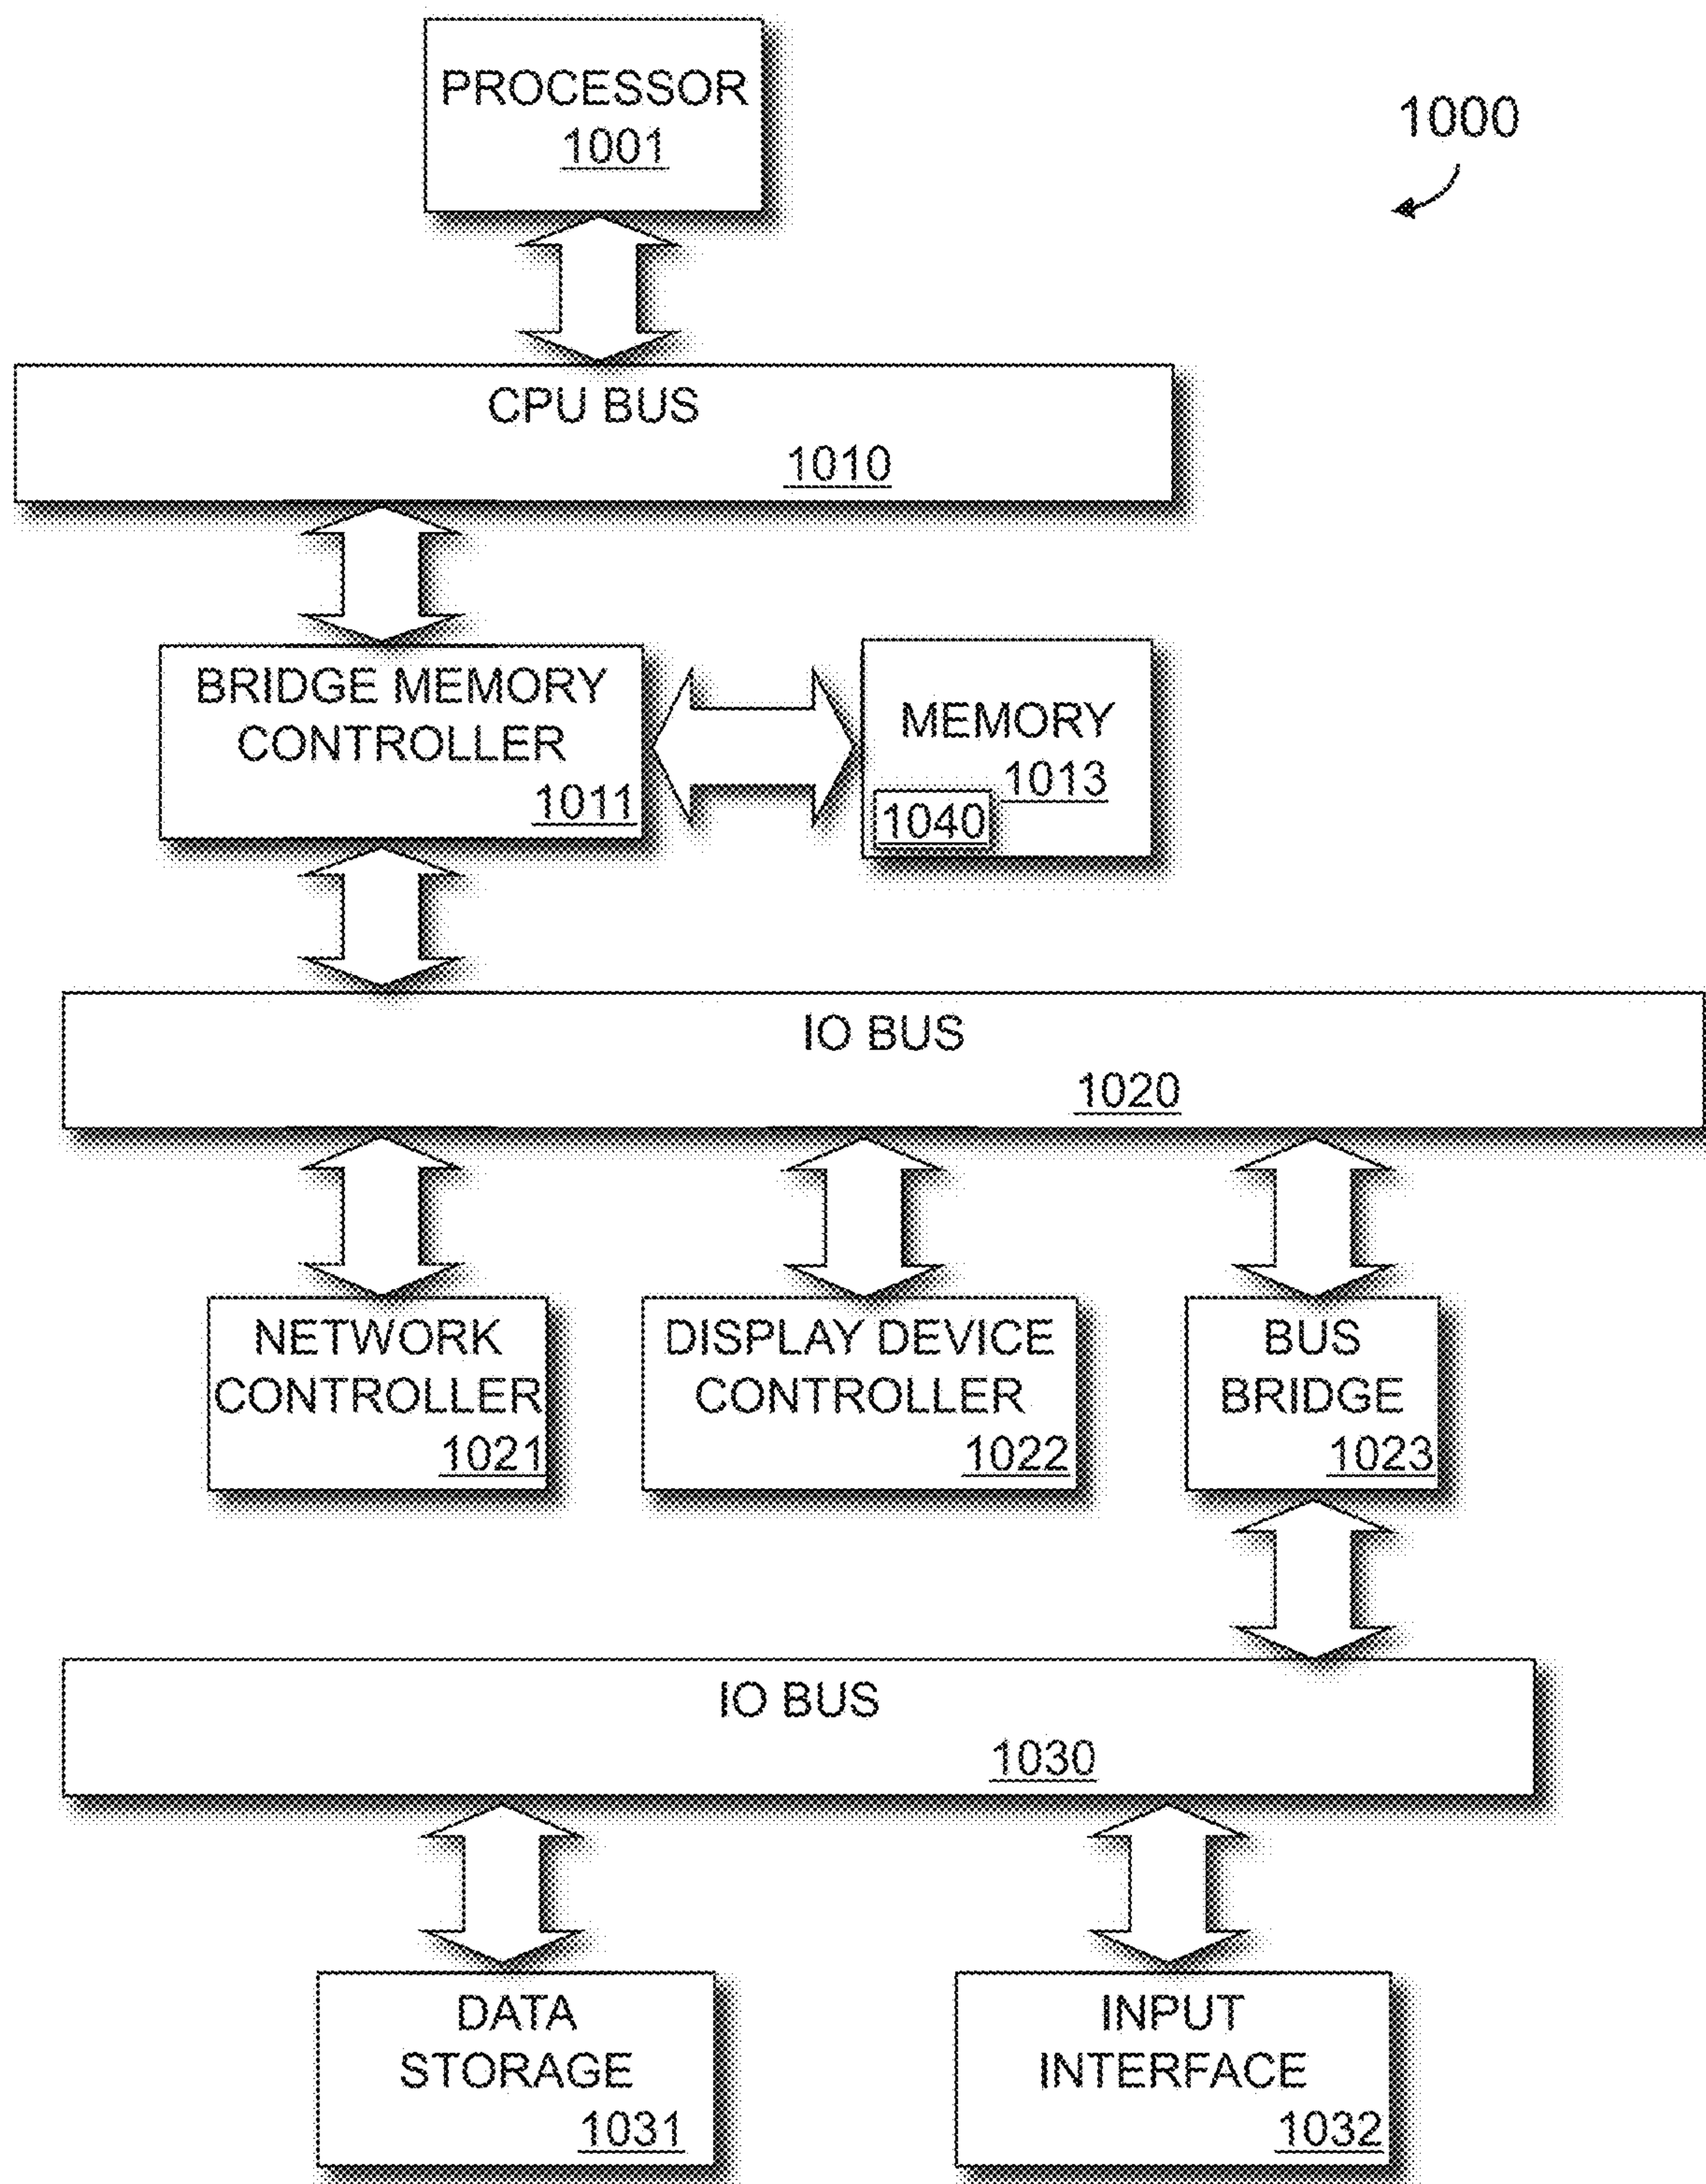 PROCESSOR
1001
1000
CPU BUS
1010
BRIDGE MEMORY
CONTROLLER
1011
MEMORY
1013
1040
IO BUS
1020
NETWORK
CONTROLLER
1021
DISPLAY DEVICE
CONTROLLER
1022
BUS
BRIDGE
1023
IO BUS
1030
DATA
STORAGE
1031
INPUT
INTERFACE
1032